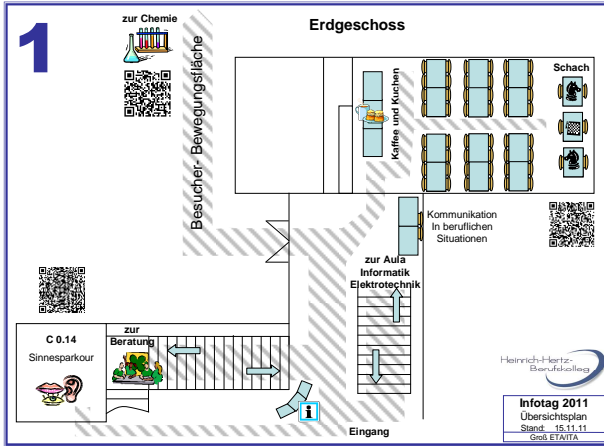 1
zur Chemie
Erdgeschoss
Besucher- Bewegungsfläche
Kaffee und Kuchen
Schach
Kommunikation
In beruflichen
Situationen
zur Aula
Informatik
Elektrotechnik
C 0.14
Sinnesparkour
zur
Beratung
i
Eingang
Heinrich-Hertz-
Berufskolleg
Infotag 2011
Übersichtsplan
Stand: 15.11.11
Groß ETA/ITA